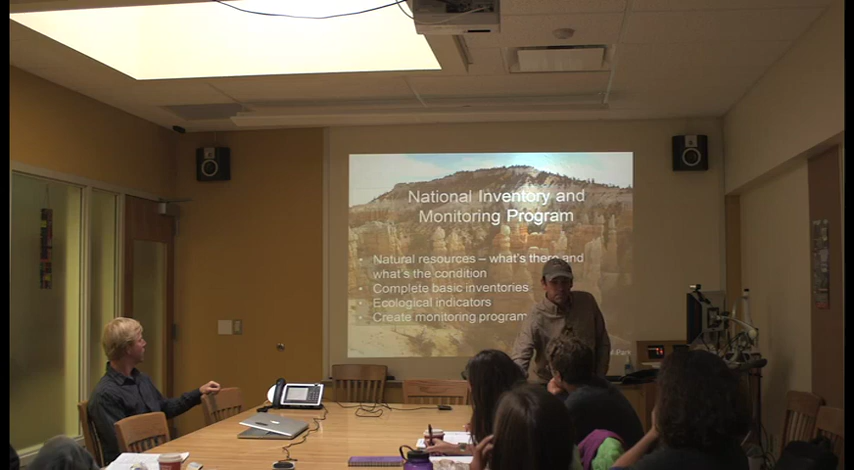 National Inventory and
Monitoring Program
• Natural resources – what's there and
what's the condition
• Complete basic inventories
• Ecological indicators
• Create monitoring program